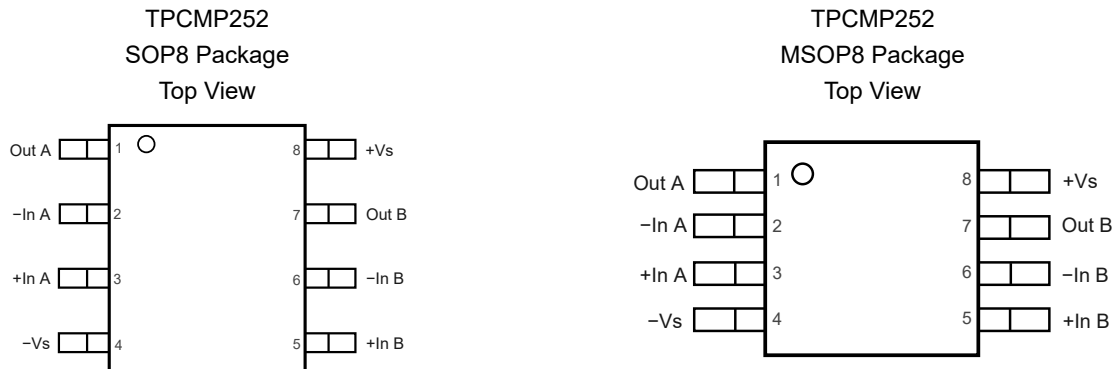 TPCMP252
SOP8 Package
Top View
Out A 1 8 +Vs
−In A 2 7 Out B
+In A 3 6 −In B
−Vs 4 5 +In B
TPCMP252
MSOP8 Package
Top View
Out A 1 8 +Vs
−In A 2 7 Out B
+In A 3 6 −In B
−Vs 4 5 +In B